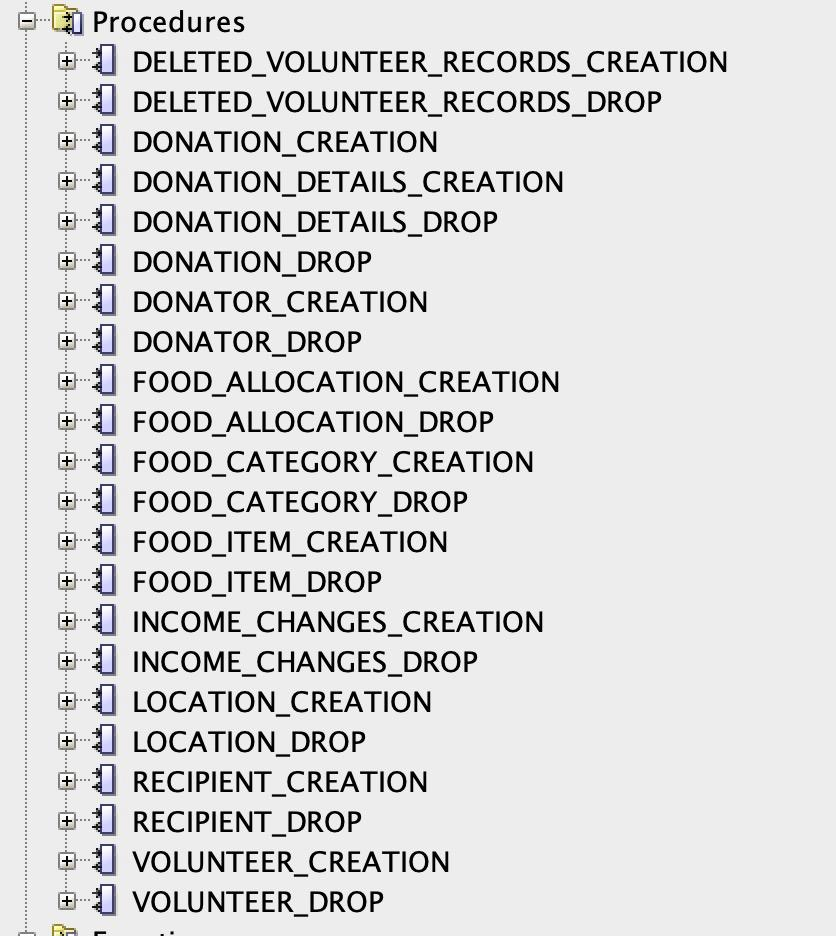 Procedures
DELETED_VOLUNTEER_RECORDS_CREATION
DELETED_VOLUNTEER_RECORDS_DROP
DONATION_CREATION
DONATION_DETAILS_CREATION
DONATION_DETAILS_DROP
DONATION_DROP
DONATOR_CREATION
DONATOR_DROP
FOOD_ALLOCATION_CREATION
FOOD_ALLOCATION_DROP
FOOD_CATEGORY_CREATION
FOOD_CATEGORY_DROP
FOOD_ITEM_CREATION
FOOD_ITEM_DROP
INCOME_CHANGES_CREATION
INCOME_CHANGES_DROP
LOCATION_CREATION
LOCATION_DROP
RECIPIENT_CREATION
RECIPIENT_DROP
VOLUNTEER_CREATION
VOLUNTEER_DROP